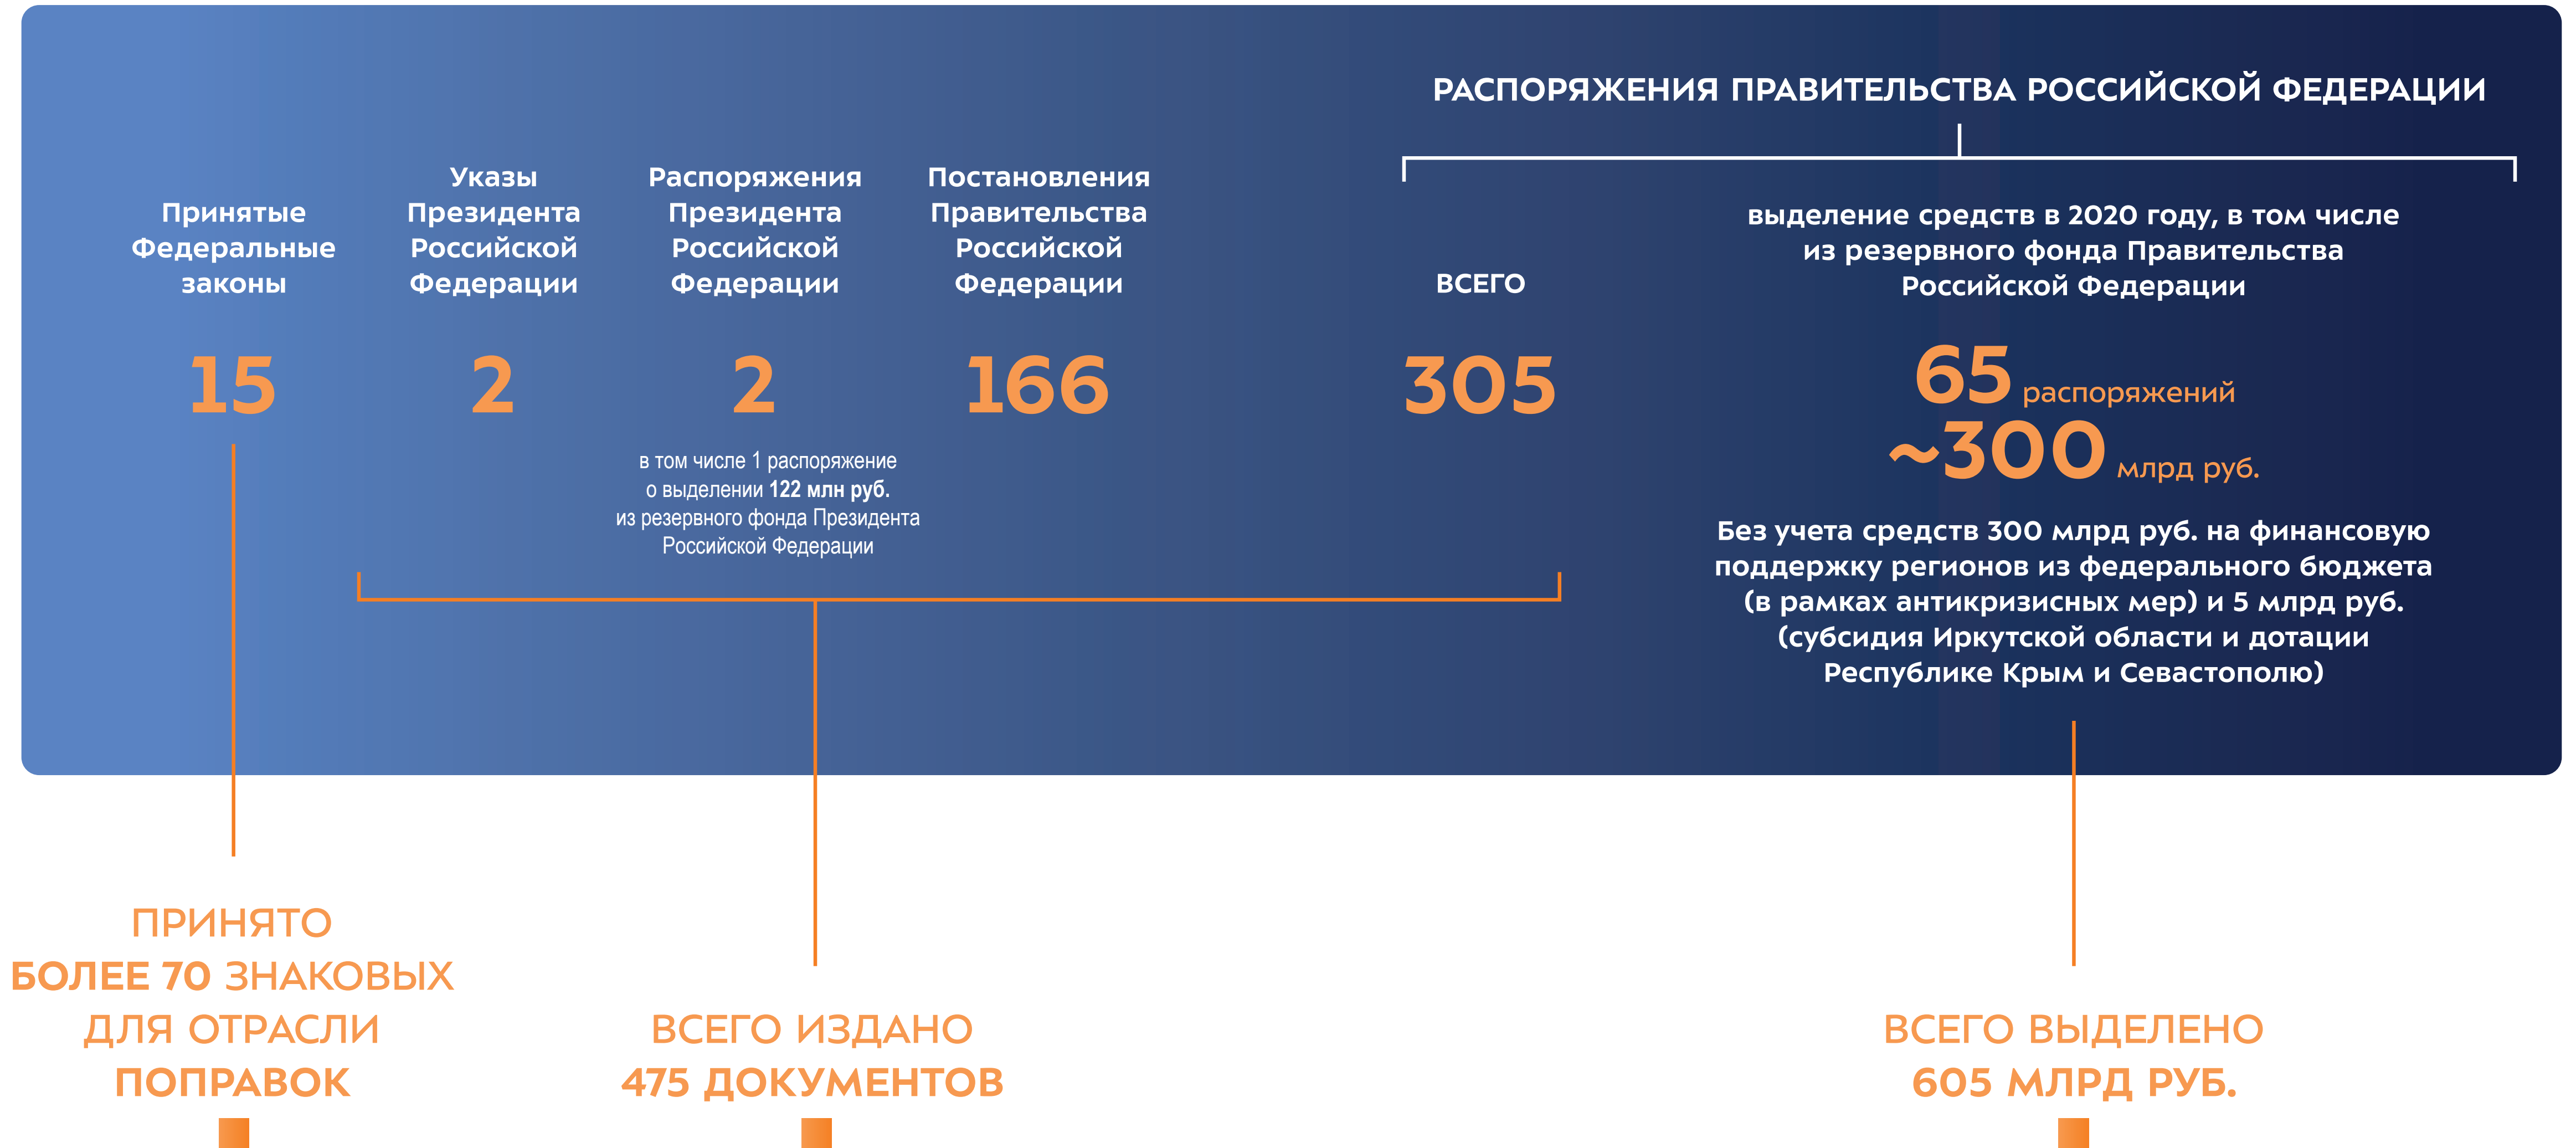 РАСПОРЯЖЕНИЯ ПРАВИТЕЛЬСТВА РОССИЙСКОЙ ФЕДЕРАЦИИ
Принятые
Федеральные
законы
15
Указы
Президента
Российской
Федерации
2
Распоряжения
Президента
Российской
Федерации
2
в том числе 1 распоряжение
о выделении 122 млн руб.
из резервного фонда Президента
Российской Федерации
Постановления
Правительства
Российской
Федерации
166
ВСЕГО
305
выделение средств в 2020 году, в том числе
из резервного фонда Правительства
Российской Федерации
65 распоряжений
~300 млрд руб.
Без учета средств 300 млрд руб. на финансовую
поддержку регионов из федерального бюджета
(в рамках антикризисных мер) и 5 млрд руб.
(субсидия Иркутской области и дотации
Республике Крым и Севастополю)
ПРИНЯТО
БОЛЕЕ 70 ЗНАКОВЫХ
ДЛЯ ОТРАСЛИ
ПОПРАВОК
ВСЕГО ИЗДАНО
475 ДОКУМЕНТОВ
ВСЕГО ВЫДЕЛЕНО
605 МЛРД РУБ.